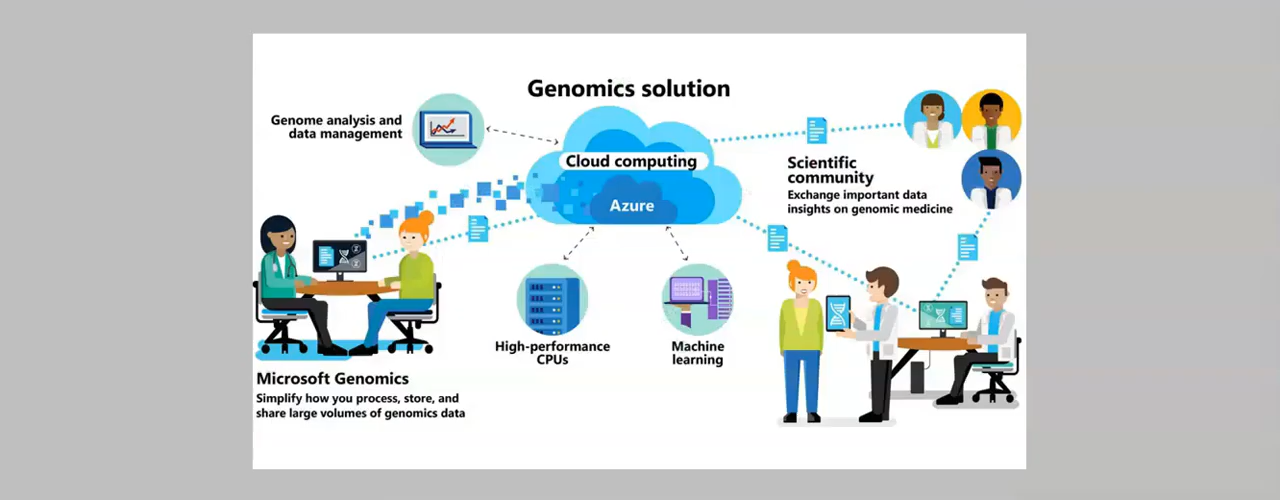 Genomics solution
Genome analysis and
data management
Cloud computing
Azure
Scientific
community
Exchange important data
insights on genomic medicine
High-performance
CPUs
Machine
learning
Microsoft Genomics
Simplify how you process, store, and
share large volumes of genomics data